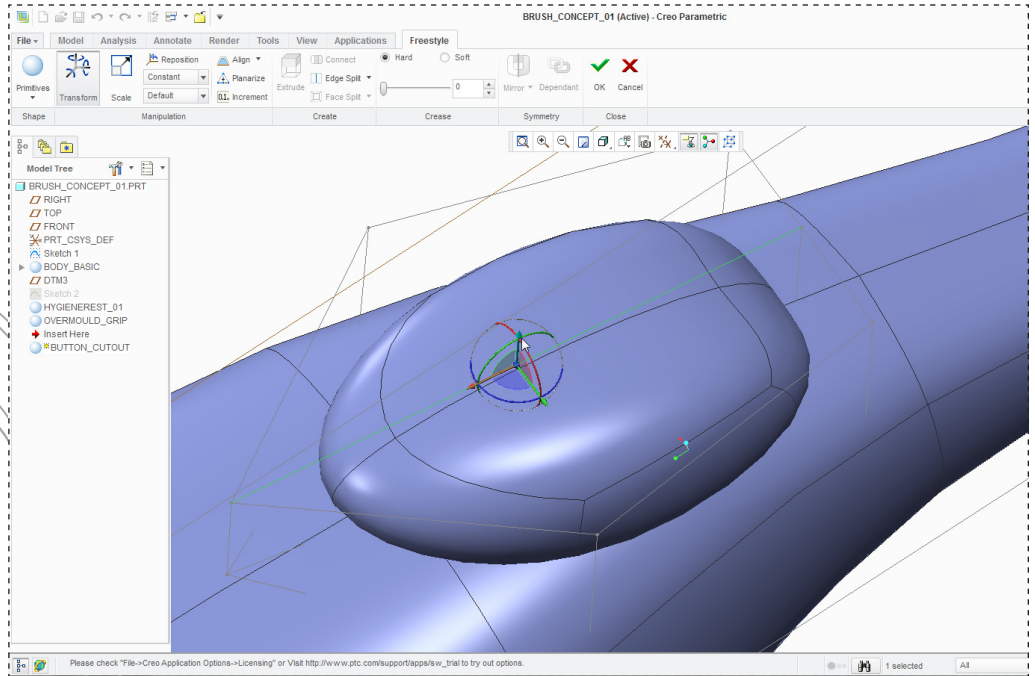 BRUSH_CONCEPT_01 (Active) - Creo Parametric
File Model Analysis Annotate Render Tools View Applications Freestyle
Primitives
Transform
Scale
Reposition
Constant
Default
Align
Planarize
0.1.. Increment
Extrude
Connect
Edge Split
Face Split
Hard Soft
0
Mirror Dependent
OK Cancel
Shape Manipulation Create Crease Symmetry Close
Model Tree
BRUSH_CONCEPT_01.PRT
RIGHT
TOP
FRONT
PRT_CSYS_DEF
Sketch 1
BODY_BASIC
DTM3
Sketch 2
HYGIENEREST_01
OVERMOULD_GRIP
Insert Here
BUTTON_CUTOUT
Please check "File->Creo Application Options->Licensing" or Visit http://www.ptc.com/support/apps/sw_trial to try out options.
1 selected
All